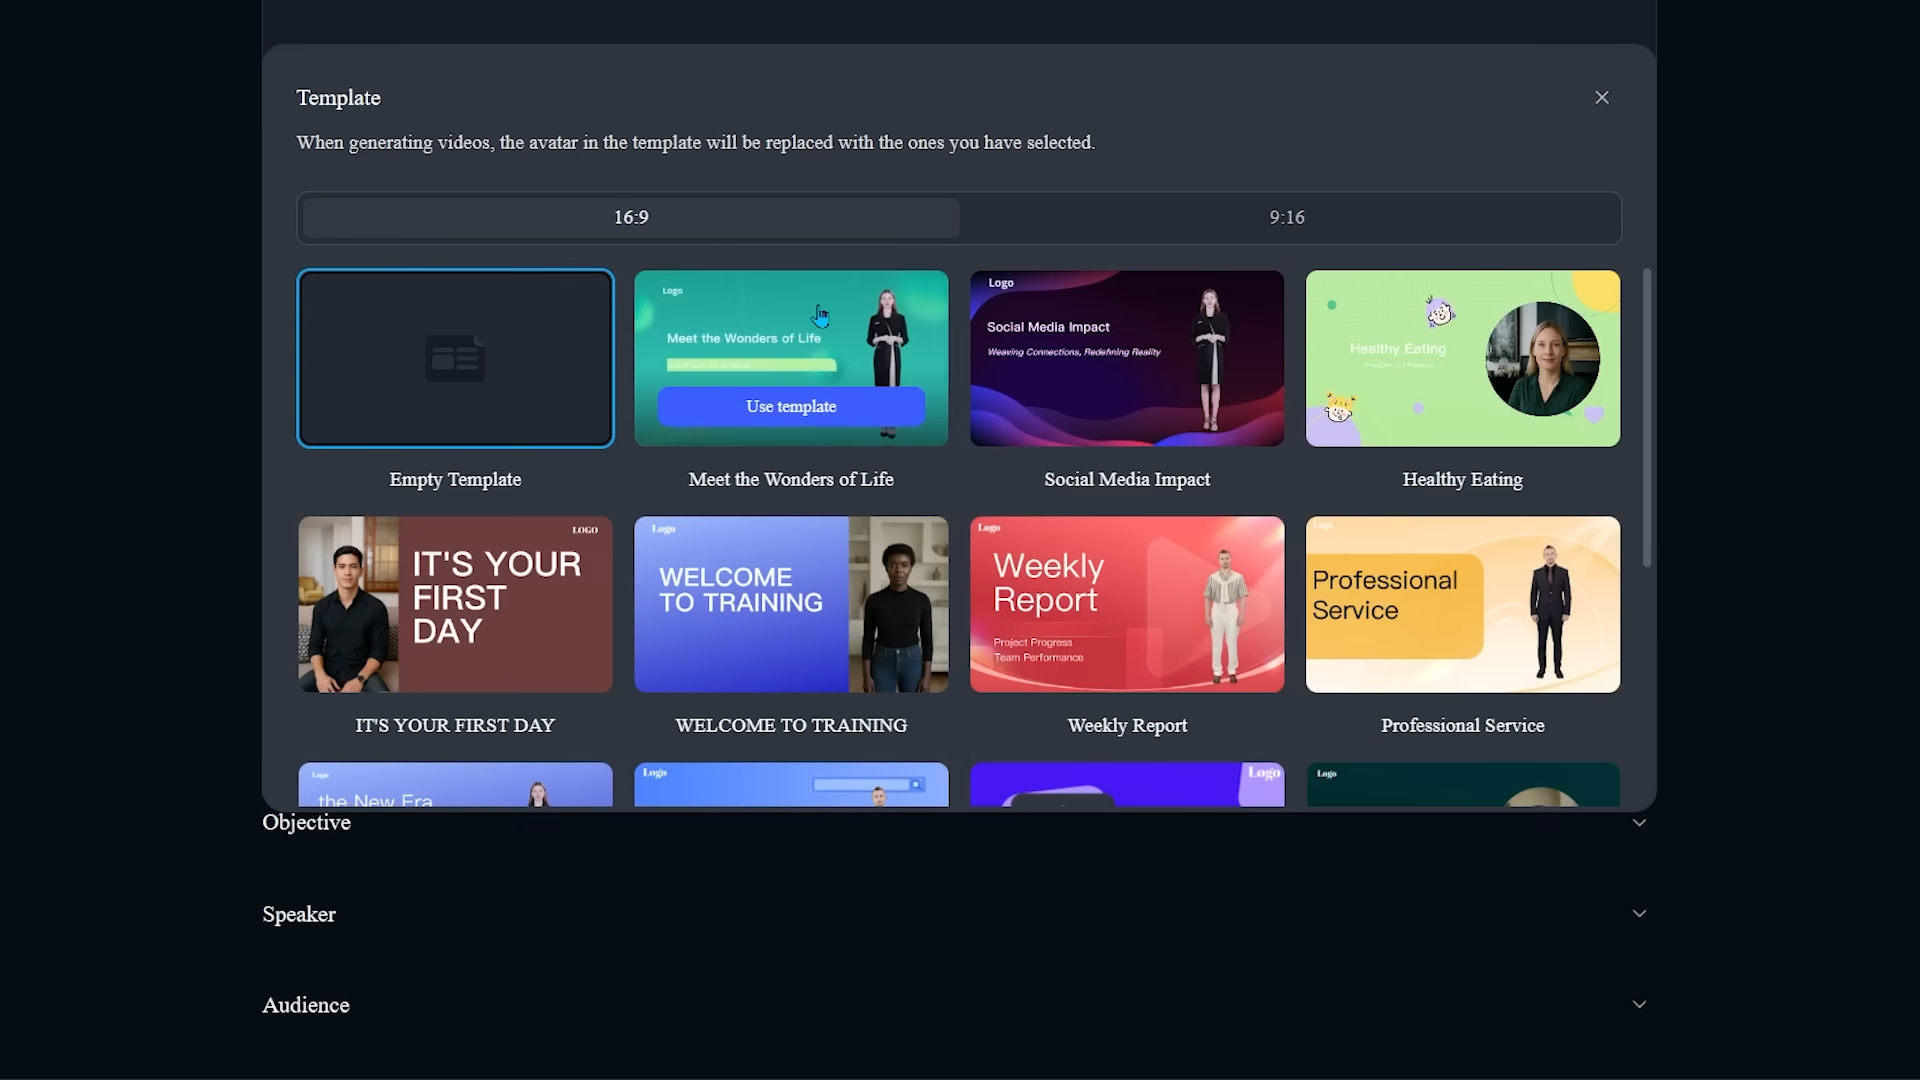 Template
When generating videos, the avatar in the template will be replaced with the ones you have selected.
16:9
9:16
Logo
Meet the Wonders of Life
Use template
Logo
Social Media Impact
Weaving Connections, Redefining Reality
Healthy Eating
Empty Template
Meet the Wonders of Life
Social Media Impact
Healthy Eating
LOGO
IT'S YOUR
FIRST
DAY
Logo
WELCOME
TO TRAINING
Logo
Weekly
Report
Project Progress
Team Performance
Logo
Professional
Service
IT'S YOUR FIRST DAY
WELCOME TO TRAINING
Weekly Report
Professional Service
Logo
the New Era
Logo
Logo
Logo
Objective
Speaker
Audience